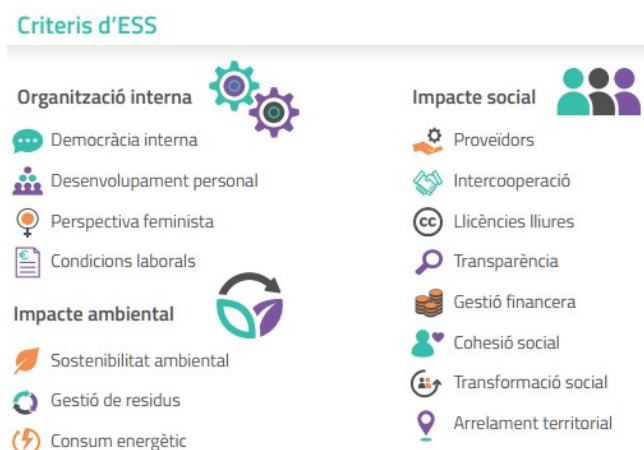 Criteris d'ESS
Organització interna
Democràcia interna
Desenvolupament personal
Perspectiva feminista
€
Condicions laborals
Impacte ambiental
Sostenibilitat ambiental
Gestió de residus
Consum energètic
Impacte social
Proveïdors
Intercooperació
cc
Llicències lliures
Transparència
Gestió financera
Cohesió social
Transformació social
Arrelament territorial